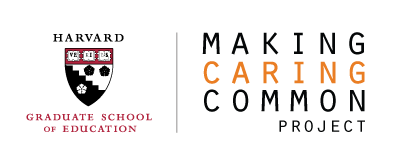 HARVARD
VE RI TAS
GRADUATE SCHOOL
OF EDUCATION
MAKING
CARING
COMMON
PROJECT